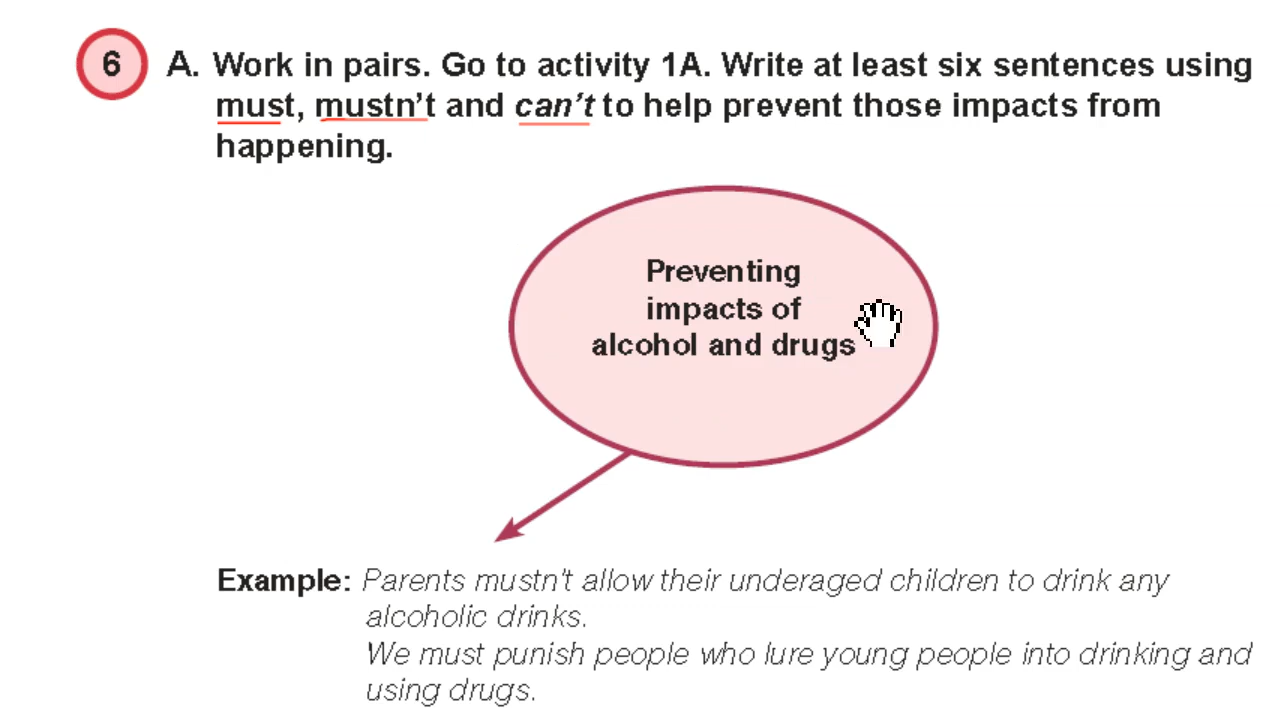 6 A. Work in pairs. Go to activity 1A. Write at least six sentences using
must, mustn't and can't to help prevent those impacts from
happening.
Preventing
impacts of
alcohol and drugs
Example: Parents mustn't allow their underaged children to drink any
alcoholic drinks.
We must punish people who lure young people into drinking and
using drugs.